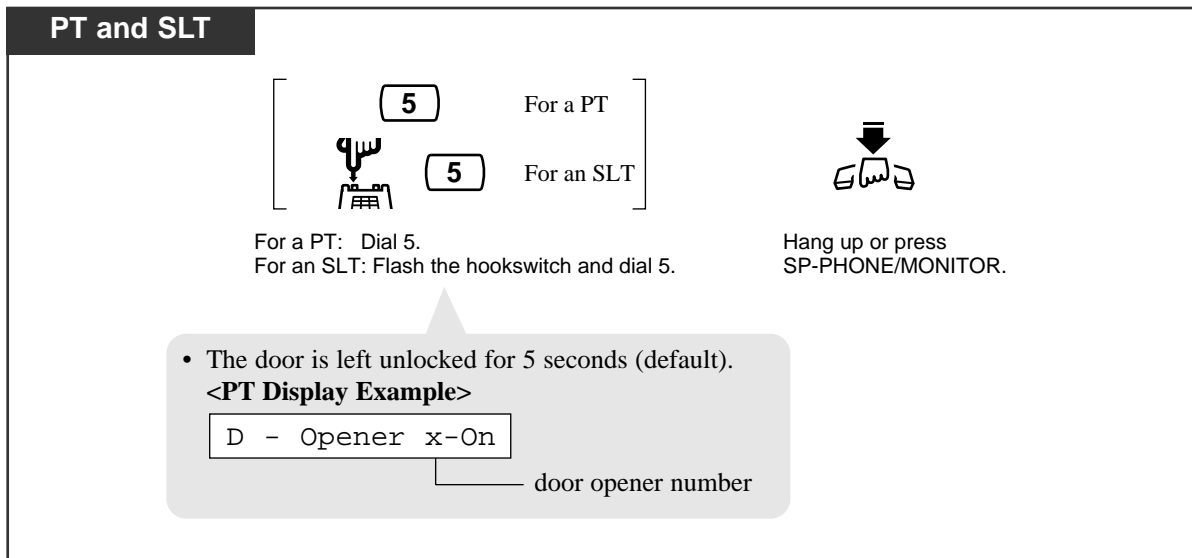 PT and SLT
5 For a PT
5 For an SLT
For a PT: Dial 5.
For an SLT: Flash the hookswitch and dial 5.
Hang up or press
SP-PHONE/MONITOR.
• The door is left unlocked for 5 seconds (default).
<PT Display Example>
D - Opener x-On
door opener number